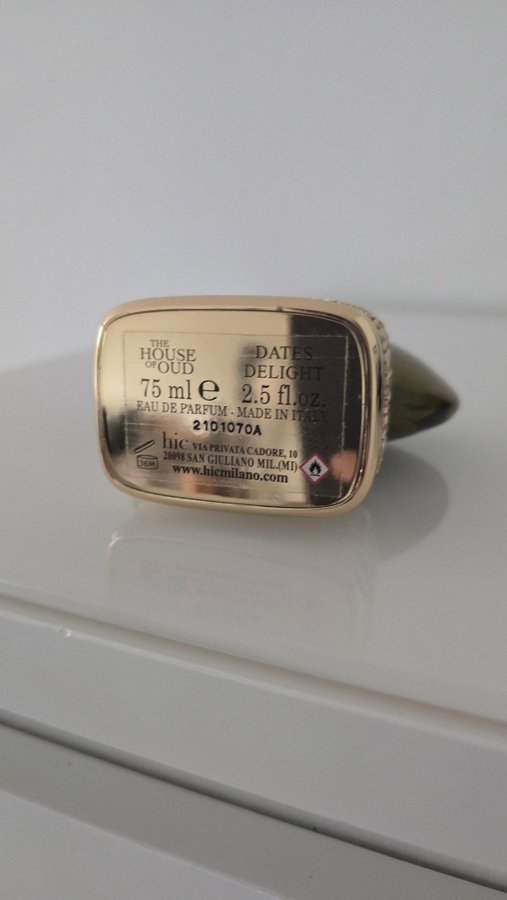 THE
HOUSE
OF OUD
DATES
DELIGHT
75 ml ℮ 2.5 fl.oz.
EAU DE PARFUM - MADE IN ITALY
2101070A
36M
hic VIA PRIVATA CADORE, 10
20098 SAN GIULIANO MIL.(MI)
www.hicmilano.com